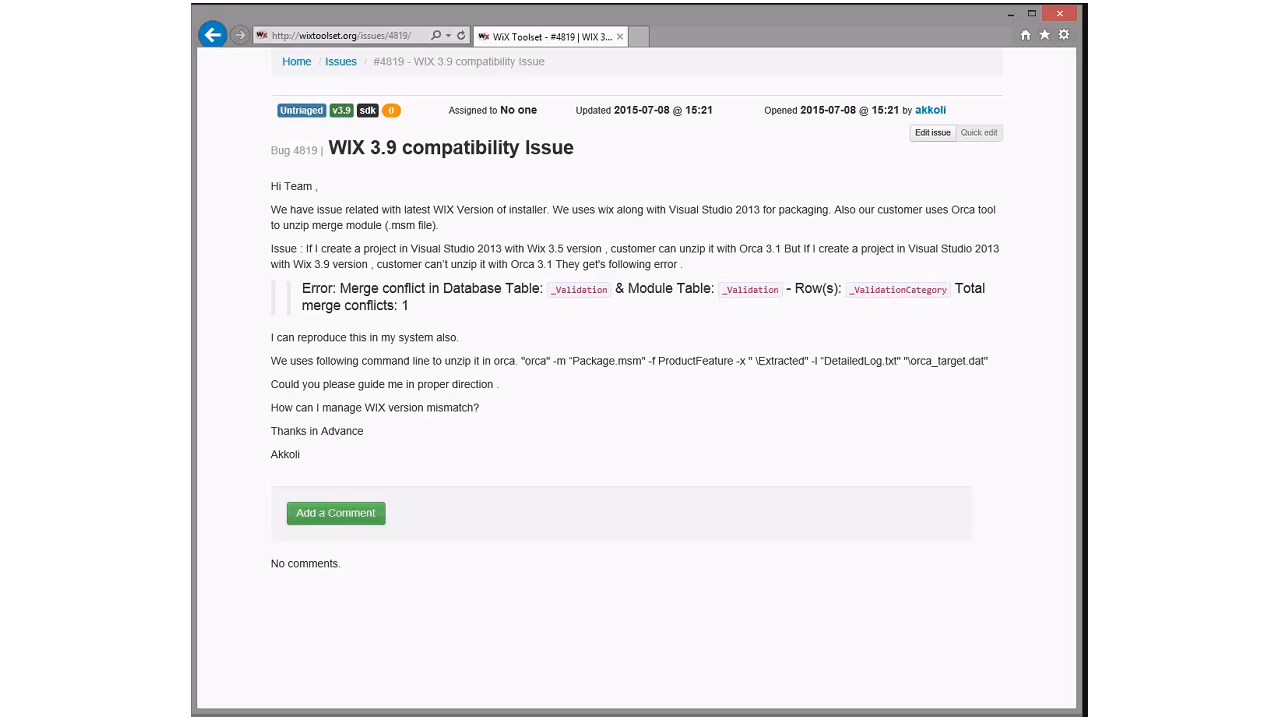 http://wixtoolset.org/issues/4819/
WiX Toolset - #4819 | WIX 3...
Home / Issues / #4819 - WIX 3.9 compatibility Issue
Untriaged v3.9 sdk 0 Assigned to No one Updated 2015-07-08 @ 15:21 Opened 2015-07-08 @ 15:21 by akkoli
Edit issue Quick edit
Bug 4819 | WIX 3.9 compatibility Issue
Hi Team ,
We have issue related with latest WIX Version of installer. We uses wix along with Visual Studio 2013 for packaging. Also our customer uses Orca tool
to unzip merge module (.msm file).
Issue : If I create a project in Visual Studio 2013 with Wix 3.5 version , customer can unzip it with Orca 3.1 But If I create a project in Visual Studio 2013
with Wix 3.9 version , customer can’t unzip it with Orca 3.1 They get's following error .
Error: Merge conflict in Database Table: _Validation & Module Table: _Validation - Row(s): _ValidationCategory Total
merge conflicts: 1
I can reproduce this in my system also.
We uses following command line to unzip it in orca. "orca" -m “Package.msm" -f ProductFeature -x " \Extracted" -l “DetailedLog.txt" "\orca_target.dat"
Could you please guide me in proper direction .
How can I manage WIX version mismatch?
Thanks in Advance
Akkoli
Add a Comment
No comments.